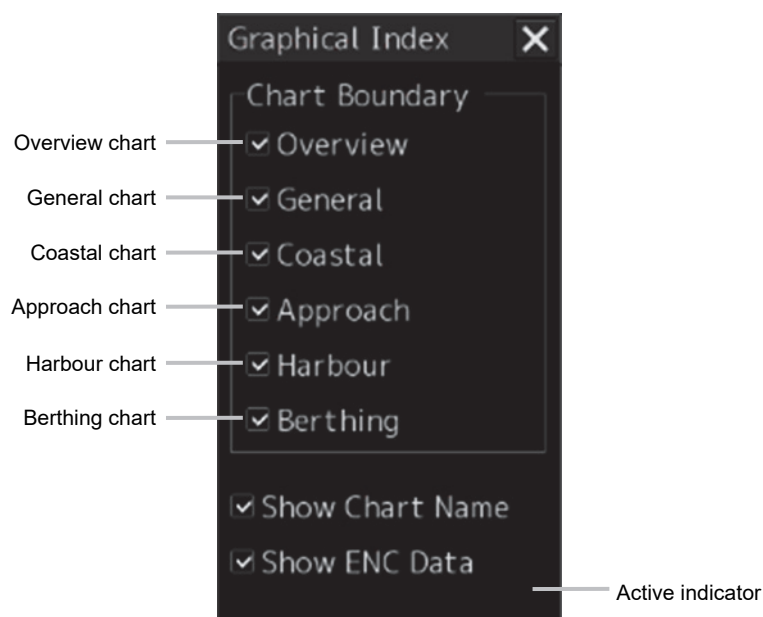 Graphical Index
Chart Boundary
Overview chart
Overview
General chart
General
Coastal chart
Coastal
Approach chart
Approach
Harbour chart
Harbour
Berthing chart
Berthing
Show Chart Name
Show ENC Data
Active indicator